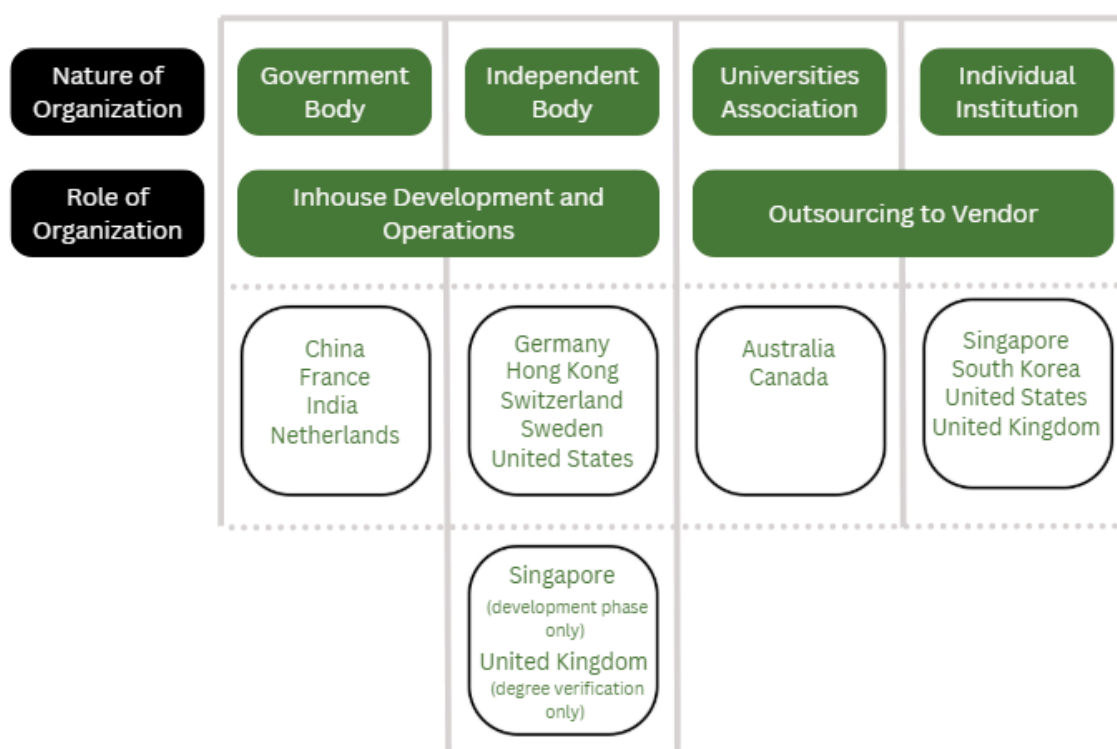 Nature of
Organization
Government
Body
Independent
Body
Universities
Association
Individual
Institution
Role of
Organization
Inhouse Development and
Operations
Outsourcing to Vendor
China
France
India
Netherlands
Germany
Hong Kong
Switzerland
Sweden
United States
Australia
Canada
Singapore
South Korea
United States
United Kingdom
Singapore
(development phase
only)
United Kingdom
(degree verification
only)